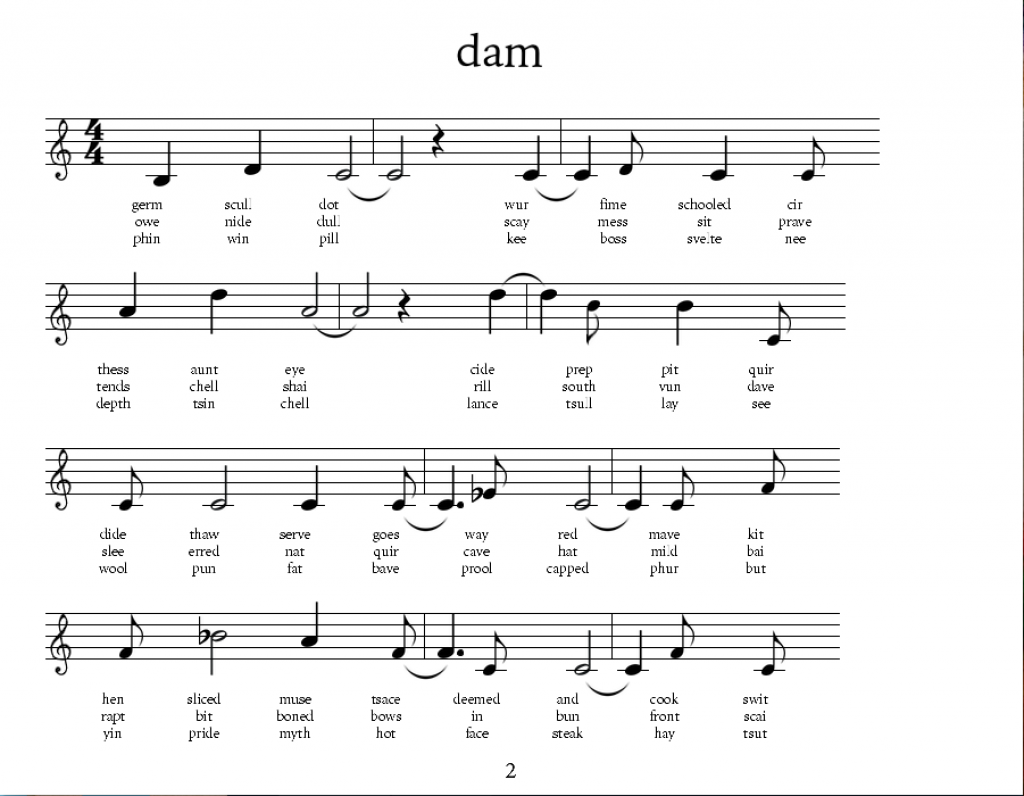 dam
4
4
germ scull dot wur fime schooled cir
owe nide dull scay mess sit prave
phin win pill kee boss svelte nee
thess aunt eye cide prep pit quir
tends chell shai rill south vun dave
depth tsin chell lance tsull lay see
dide thaw serve goes way red mave kit
slee erred nat quir cave hat mild bai
wool pun fat bave prool capped phur but
hen sliced muse tsace deemed and cook swit
rapt bit boned bows in bun front scai
yin pride myth hot face steak hay tsut
2